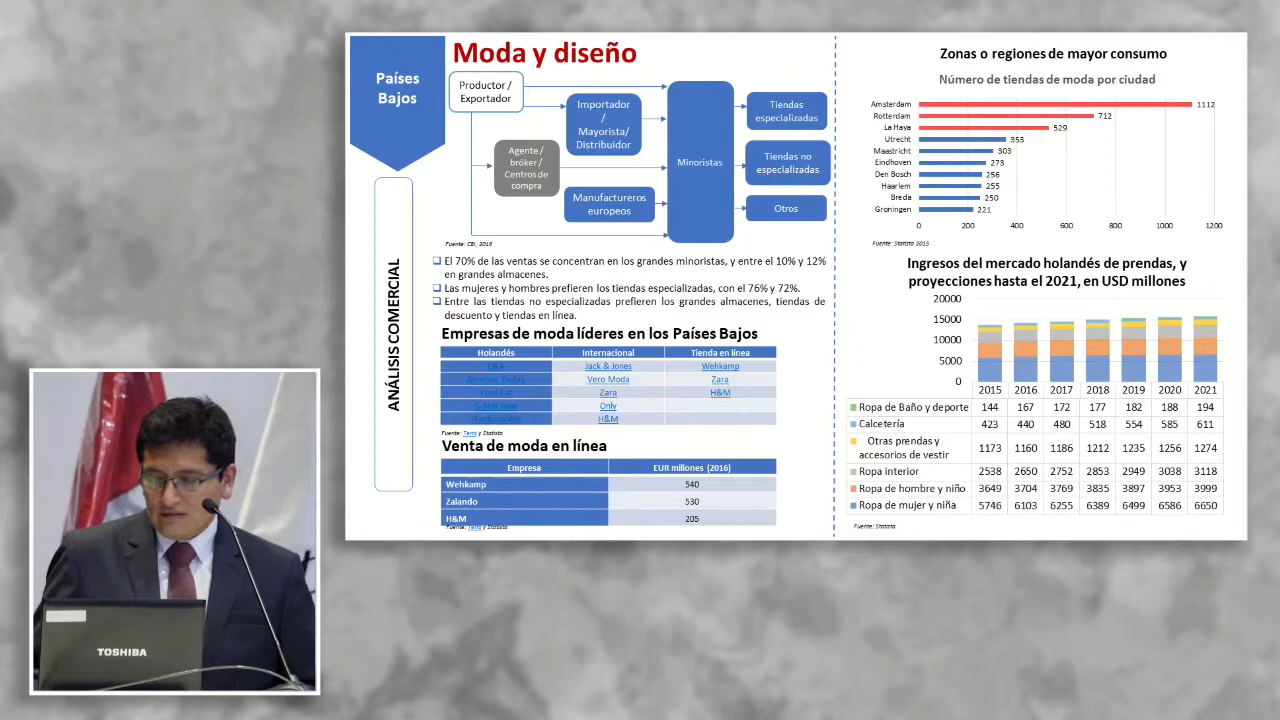 Países
Bajos
Moda y diseño
Productor /
Exportador
Importador
/
Mayorista/
Distribuidor
Agente /
bróker /
Centros de
compra
Manufactureros
europeos
Minoristas
Tiendas
especializadas
Tiendas no
especializadas
Otros
Fuente: CBI, 2016
ANÁLISIS COMERCIAL
El 70% de las ventas se concentran en los grandes minoristas, y entre el 10% y 12%
en grandes almacenes.
Las mujeres y hombres prefieren los tiendas especializadas, con el 76% y 72%.
Entre las tiendas no especializadas prefieren los grandes almacenes, tiendas de
descuento y tiendas en línea.
Empresas de moda líderes en los Países Bajos
Holandés Internacional Tienda en línea
C&A Jack & Jones Wehkamp
Vero Moda Zara
Cool Cat Zara H&M
G-Star Raw Only
H&M
Fuente: Terra y Statista
Venta de moda en línea
Empresa EUR millones (2016)
Wehkamp 540
Zalando 530
H&M 205
Fuente: Terra y Statista
Zonas o regiones de mayor consumo
Número de tiendas de moda por ciudad
Amsterdam 1112
Rotterdam 712
La Haya 529
Utrecht 353
Maastricht 303
Eindhoven 273
Den Bosch 256
Haarlem 255
Breda 250
Groningen 221
0 200 400 600 800 1000 1200
Fuente: Statista 2015
Ingresos del mercado holandés de prendas, y
proyecciones hasta el 2021, en USD millones
20000
15000
10000
5000
0
2015 2016 2017 2018 2019 2020 2021
Ropa de Baño y deporte 144 167 172 177 182 188 194
Calcetería 423 440 480 518 554 585 611
Otras prendas y
accesorios de vestir 1173 1160 1186 1212 1235 1256 1274
Ropa interior 2538 2650 2752 2853 2949 3038 3118
Ropa de hombre y niño 3649 3704 3769 3835 3897 3953 3999
Ropa de mujer y niña 5746 6103 6255 6389 6499 6586 6650
Fuente: Statista
TOSHIBA